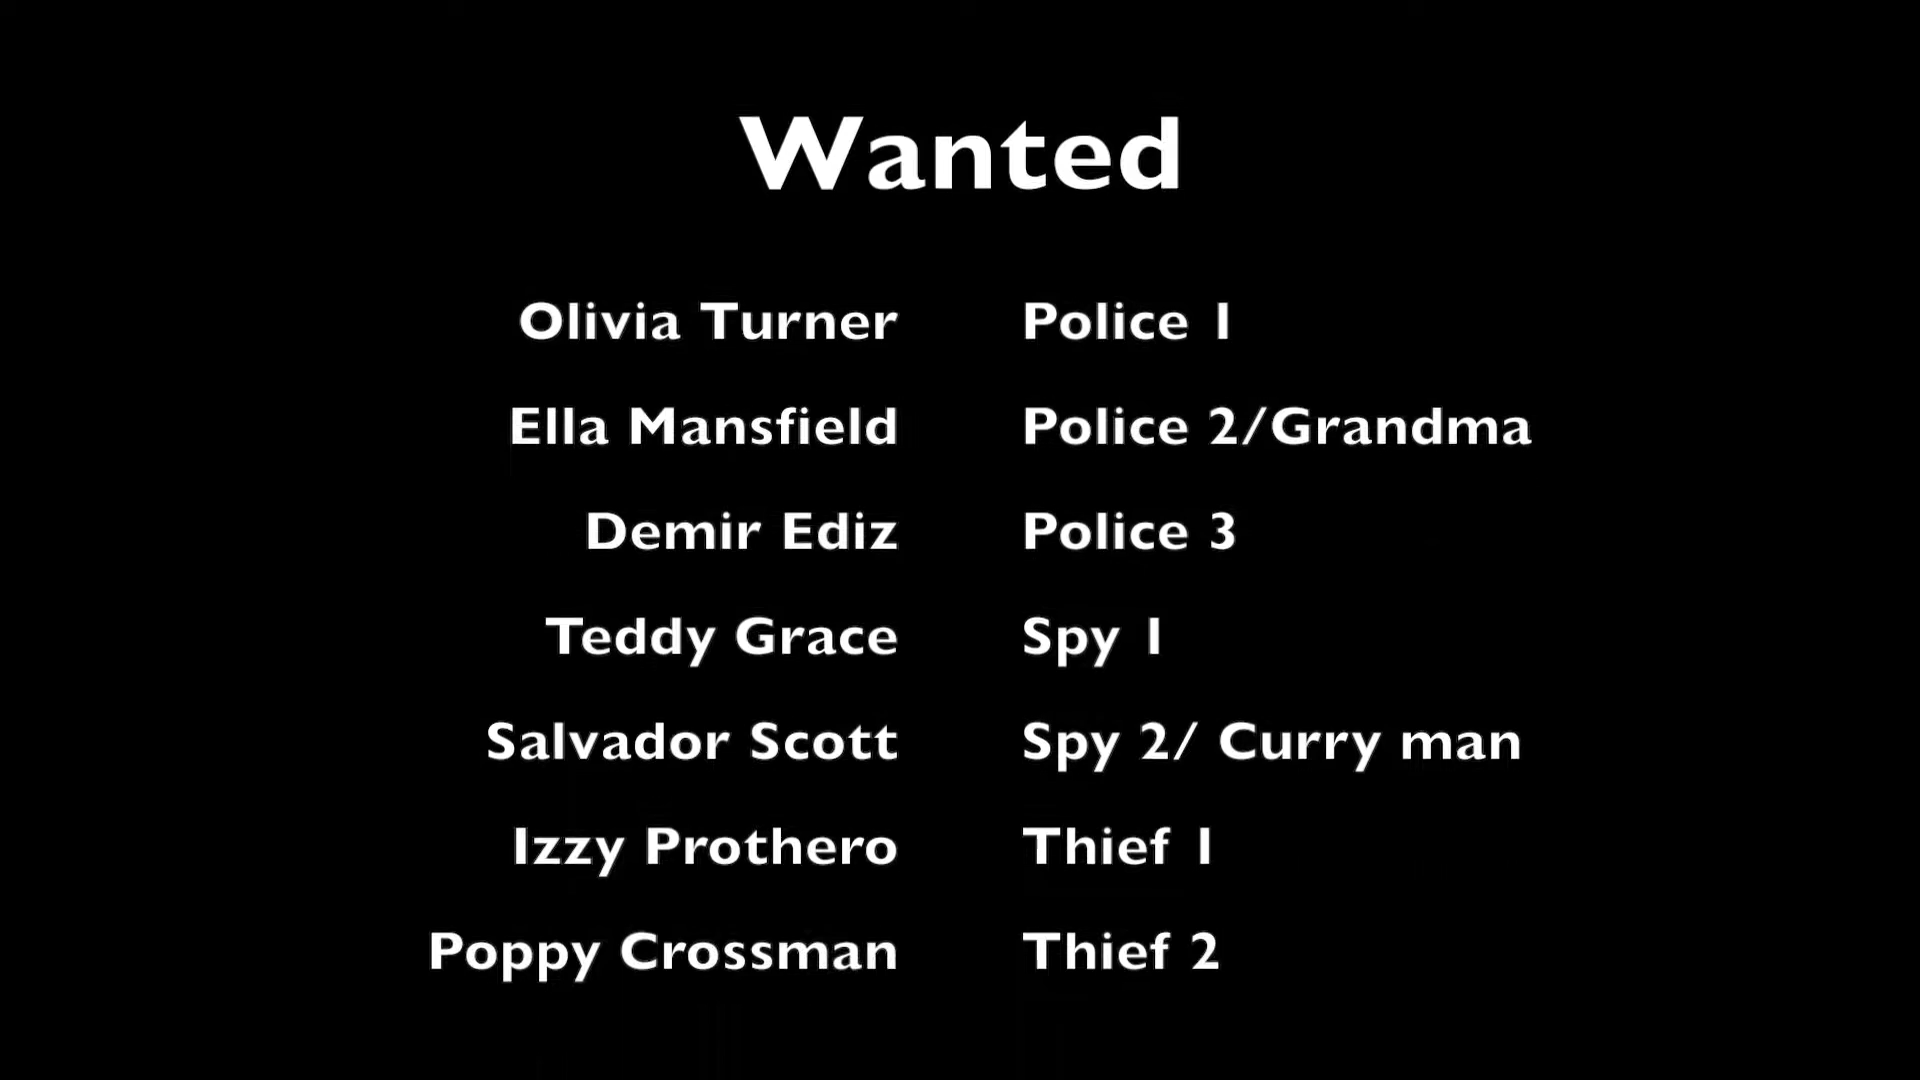 Wanted
Olivia Turner Police 1
Ella Mansfield Police 2/Grandma
Demir Ediz Police 3
Teddy Grace Spy 1
Salvador Scott Spy 2/ Curry man
Izzy Prothero Thief 1
Poppy Crossman Thief 2